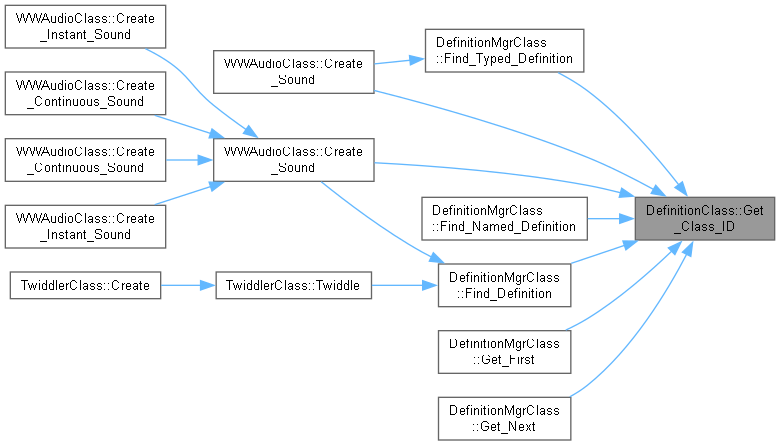 WWAudioClass::Create
_Instant_Sound
WWAudioClass::Create
_Continuous_Sound
WWAudioClass::Create
_Continuous_Sound
WWAudioClass::Create
_Instant_Sound
TwiddlerClass::Create
WWAudioClass::Create
_Sound
WWAudioClass::Create
_Sound
TwiddlerClass::Twiddle
DefinitionMgrClass
::Find_Typed_Definition
DefinitionMgrClass
::Find_Named_Definition
DefinitionMgrClass
::Find_Definition
DefinitionMgrClass
::Get_First
DefinitionMgrClass
::Get_Next
DefinitionClass::Get
_Class_ID